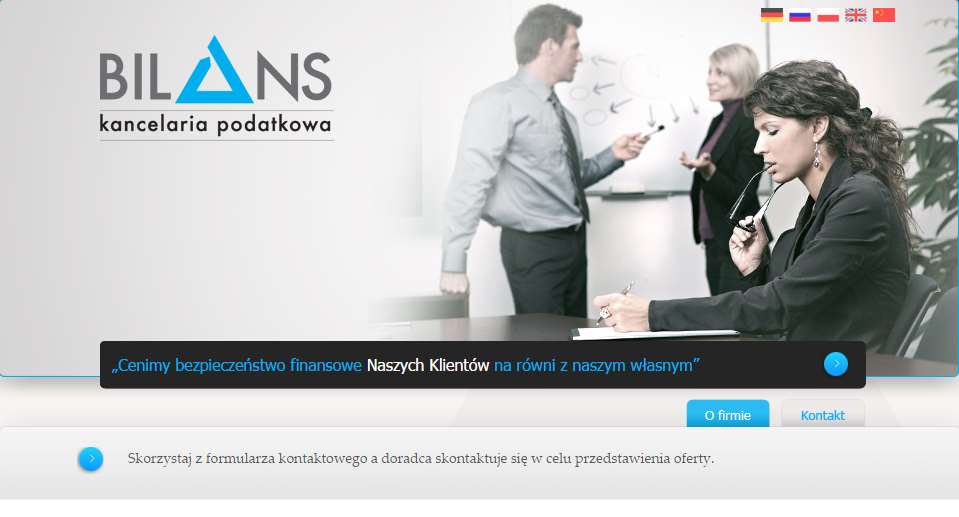 BILANS
kancelaria podatkowa
„Cenimy bezpieczeństwo finansowe Naszych Klientów na równi z naszym własnym”
O firmie
Kontakt
Skorzystaj z formularza kontaktowego a doradca skontaktuje się w celu przedstawienia oferty.